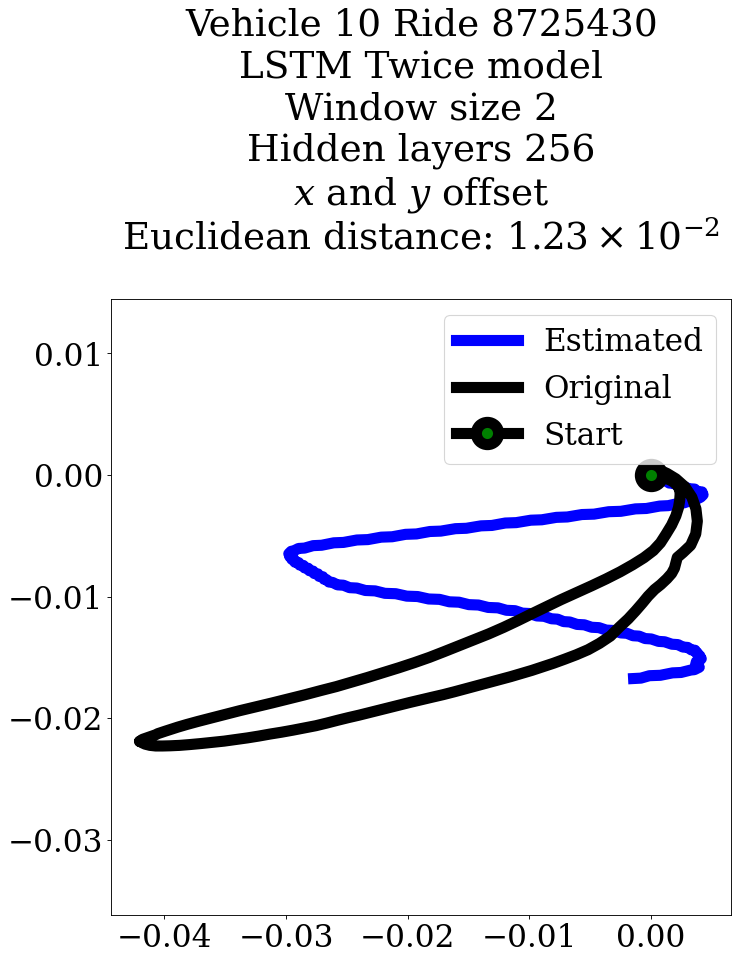 Vehicle 10 Ride 8725430
LSTM Twice model
Window size 2
Hidden layers 256
x and y offset
Euclidean distance: 1.23 × 10⁻²
Estimated
Original
Start
0.01
0.00
−0.01
−0.02
−0.03
−0.04 −0.03 −0.02 −0.01 0.00